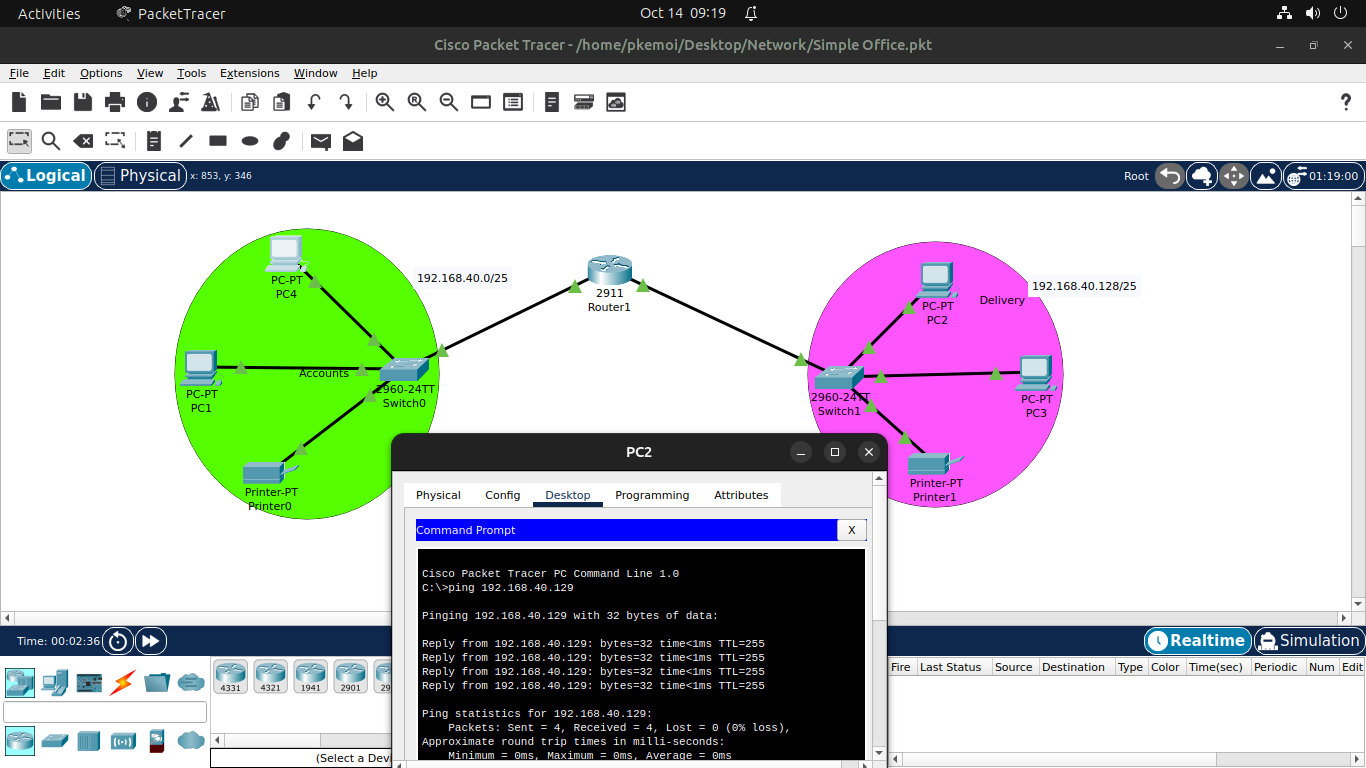 Activities PacketTracer Oct 14 09:19
Cisco Packet Tracer - /home/pkemoi/Desktop/Network/Simple Office.pkt
File Edit Options View Tools Extensions Window Help
?
Logical Physical x: 853, y: 346 Root 01:19:00
PC-PT
PC4
192.168.40.0/25
2911
Router1
PC-PT
PC2
Delivery
192.168.40.128/25
PC-PT
PC1
Accounts
2960-24TT
Switch0
2960-24TT
Switch1
PC-PT
PC3
Printer-PT
Printer0
Printer-PT
Printer1
PC2
Physical Config Desktop Programming Attributes
Command Prompt X
Cisco Packet Tracer PC Command Line 1.0
C:\>ping 192.168.40.129
Pinging 192.168.40.129 with 32 bytes of data:
Reply from 192.168.40.129: bytes=32 time<1ms TTL=255
Reply from 192.168.40.129: bytes=32 time<1ms TTL=255
Reply from 192.168.40.129: bytes=32 time<1ms TTL=255
Reply from 192.168.40.129: bytes=32 time<1ms TTL=255
Ping statistics for 192.168.40.129:
Packets: Sent = 4, Received = 4, Lost = 0 (0% loss),
Approximate round trip times in milli-seconds:
Minimum = 0ms, Maximum = 0ms, Average = 0ms
Time: 00:02:36
Realtime Simulation
4331 4321 1941 2901 29
Fire Last Status Source Destination Type Color Time(sec) Periodic Num Edit
(Select a Devi